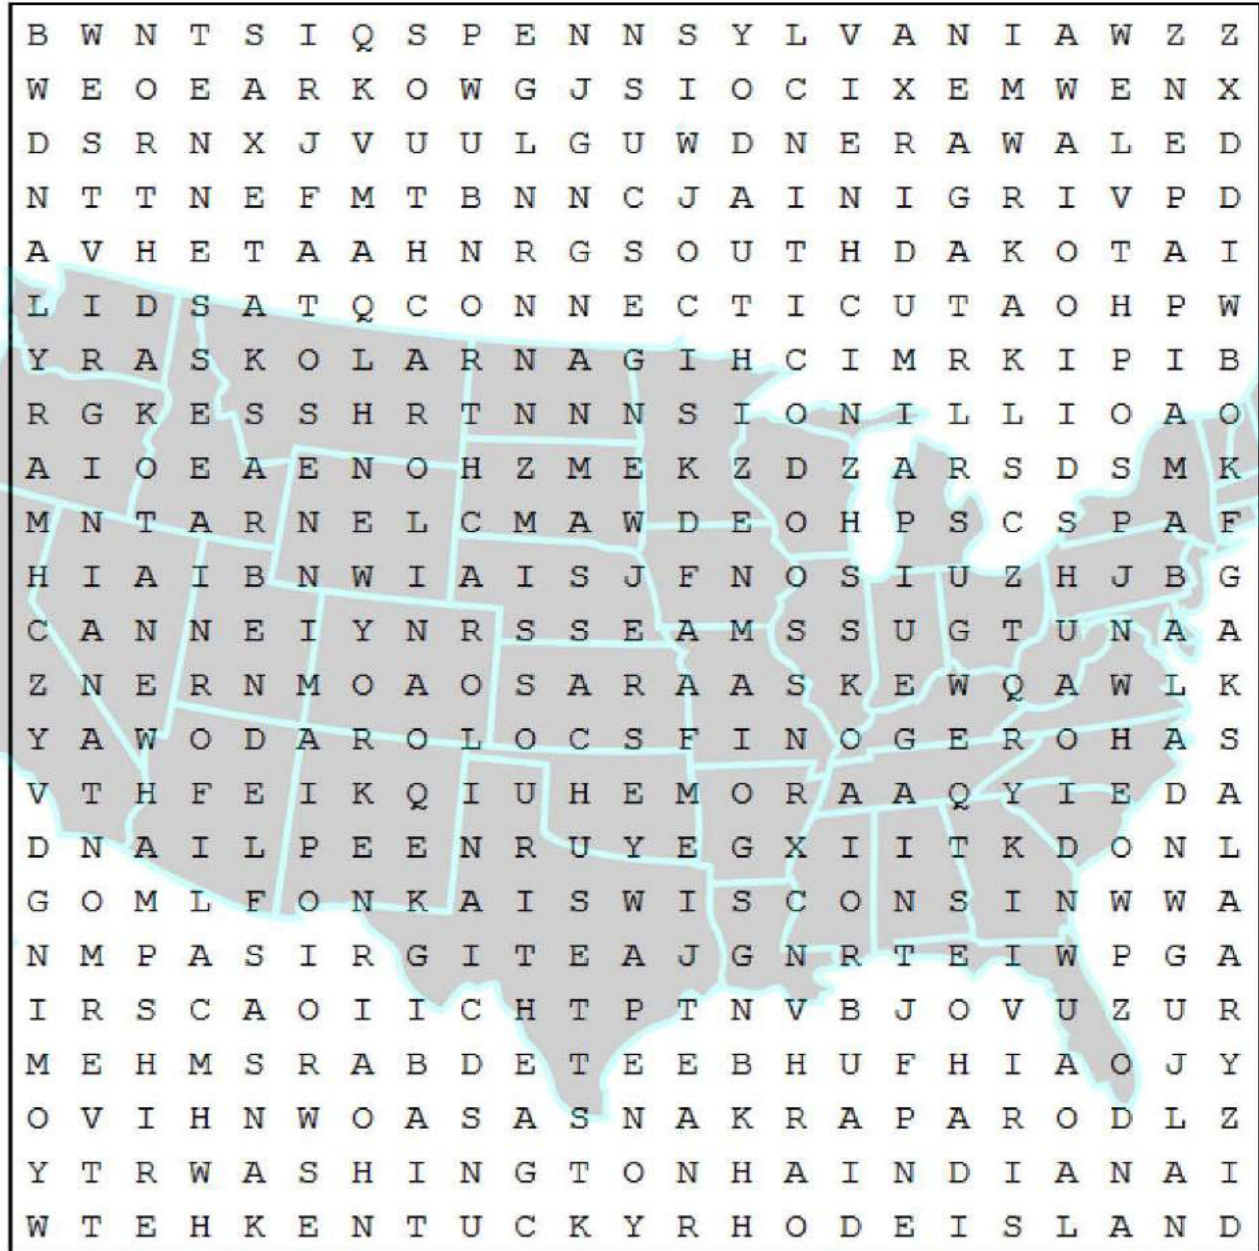 B W N T S I Q S P E N N S Y L V A N I A W Z Z
W E O E A R K O W G J S I O C I X E M W E N X
D S R N X J V U U L G U W D N E R A W A L E D
N T T N E F M T B N N C J A I N I G R I V P D
A V H E T A A H N R G S O U T H D A K O T A I
L I D S A T Q C O N N E C T I C U T A O H P W
Y R A S K O L A R N A G I H C I M R K I P I B
R G K E S S H R T N N N S I O N I L L I O A O
A I O E A E N O H Z M E K Z D Z A R S D S M K
M N T A R N E L C M A W D E O H P S C S P A F
H I A I B N W I A I S J F N O S I U Z H J B G
C A N N E I Y N R S S E A M S S U G T U N A A
Z N E R N M O A O S A R A A S K E W Q A W L K
Y A W O D A R O L O C S F I N O G E R O H A S
V T H F E I K Q I U H E M O R A A Q Y I E D A
D N A I L P E E N R U Y E G X I I T K D O N L
G O M L F O N K A I S W I S C O N S I N W W A
N M P A S I R G I T E A J G N R T E I W P G A
I R S C A O I I C H T P T N V B J O V U Z U R
M E H M S R A B D E T E E B H U F H I A O J Y
O V I H N W O A S A S N A K R A P A R O D L Z
Y T R W A S H I N G T O N H A I N D I A N A I
W T E H K E N T U C K Y R H O D E I S L A N D